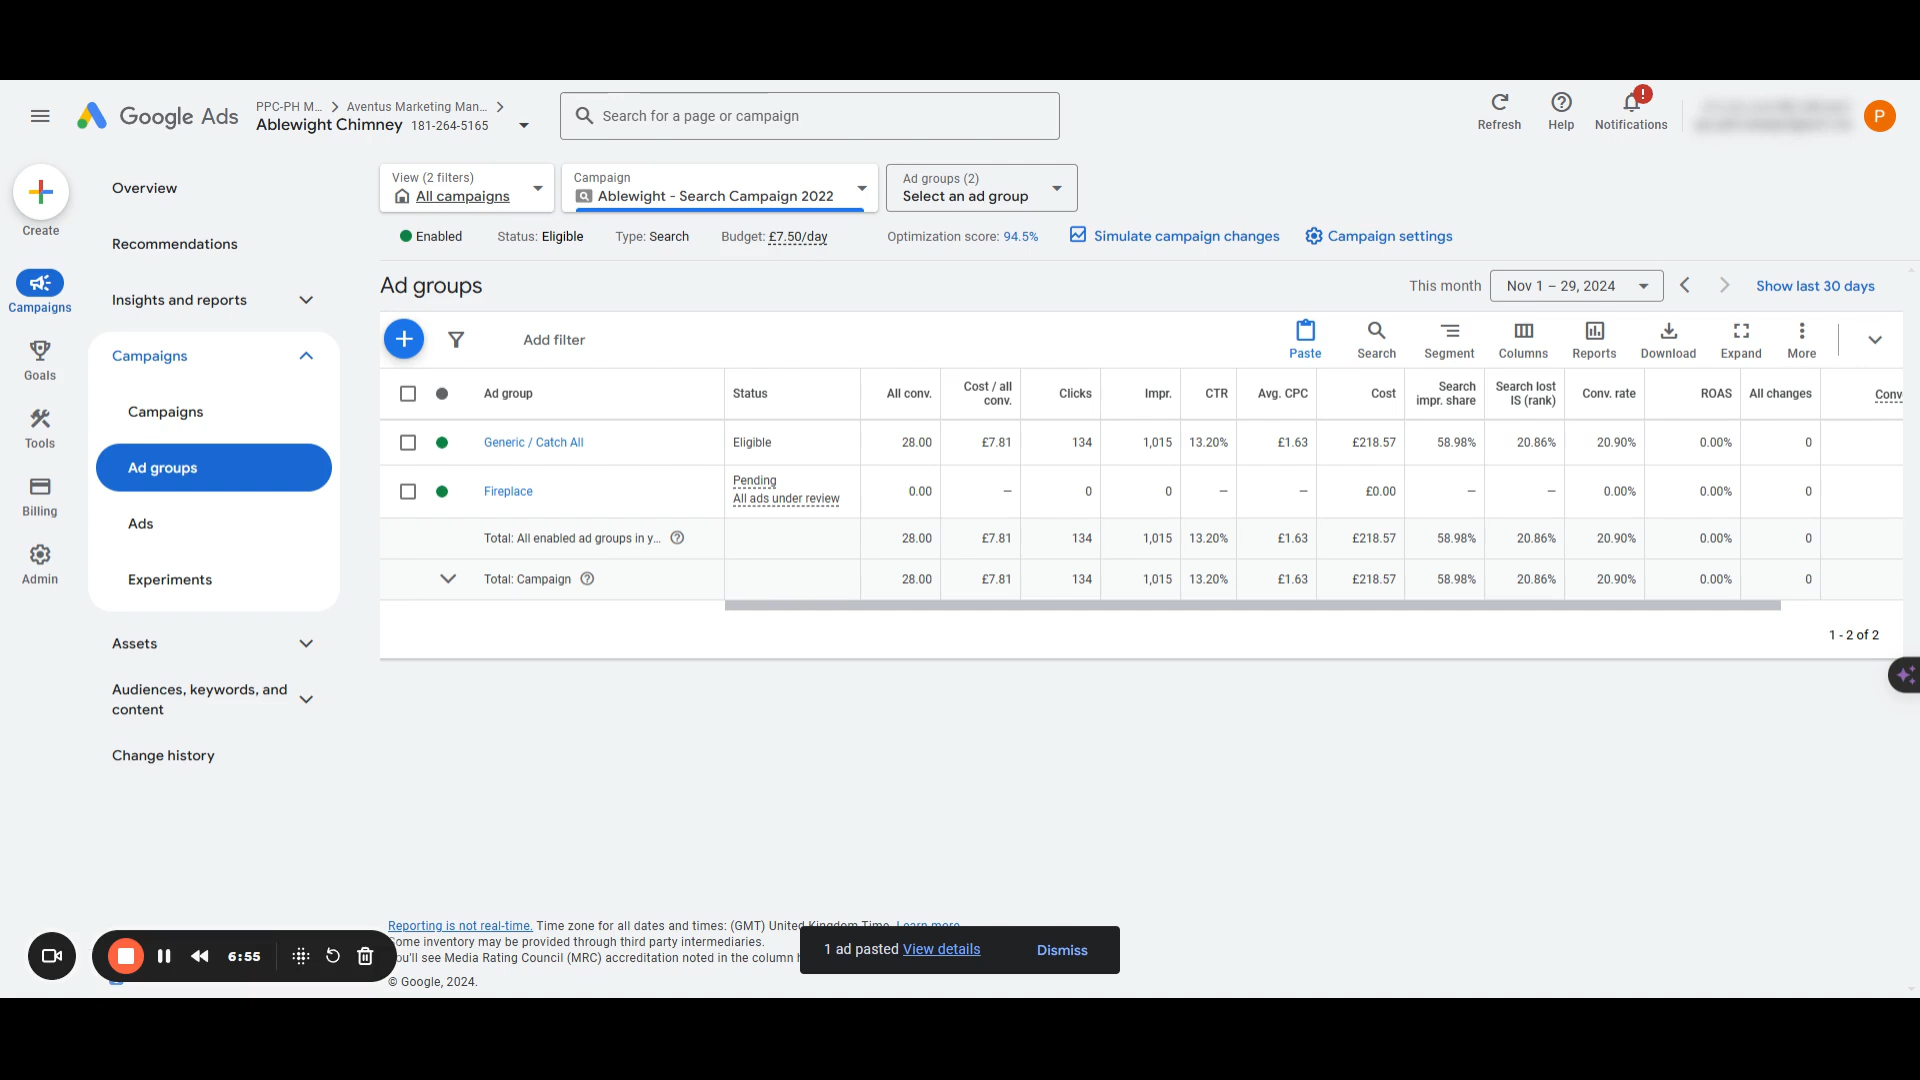 Google Ads
PPC-PH M... > Aventus Marketing Man... >
Ablewight Chimney 181-264-5165
Search for a page or campaign
Refresh
Help
!
Notifications
P
Create
Campaigns
Goals
Tools
Billing
Admin
Overview
Recommendations
Insights and reports
Campaigns
Campaigns
Ad groups
Ads
Experiments
Assets
Audiences, keywords, and
content
Change history
View (2 filters)
All campaigns
Campaign
Ablewight - Search Campaign 2022
Ad groups (2)
Select an ad group
Enabled Status: Eligible Type: Search Budget: £7.50/day Optimization score: 94.5% Simulate campaign changes Campaign settings
Ad groups
This month Nov 1 – 29, 2024 Show last 30 days
Add filter
Paste Search Segment Columns Reports Download Expand More
Ad group Status All conv. Cost / all conv. Clicks Impr. CTR Avg. CPC Cost Search impr. share Search lost IS (rank) Conv. rate ROAS All changes Conv
Generic / Catch All Eligible 28.00 £7.81 134 1,015 13.20% £1.63 £218.57 58.98% 20.86% 20.90% 0.00% 0
Fireplace Pending All ads under review 0.00 – 0 0 – – £0.00 – – 0.00% 0.00% 0
Total: All enabled ad groups in y... 28.00 £7.81 134 1,015 13.20% £1.63 £218.57 58.98% 20.86% 20.90% 0.00% 0
Total: Campaign 28.00 £7.81 134 1,015 13.20% £1.63 £218.57 58.98% 20.86% 20.90% 0.00% 0
1 - 2 of 2
Reporting is not real-time. Time zone for all dates and times: (GMT) United Kingdom Time. Learn more
ome inventory may be provided through third party intermediaries.
ou'll see Media Rating Council (MRC) accreditation noted in the column h
© Google, 2024.
6:55
1 ad pasted View details Dismiss